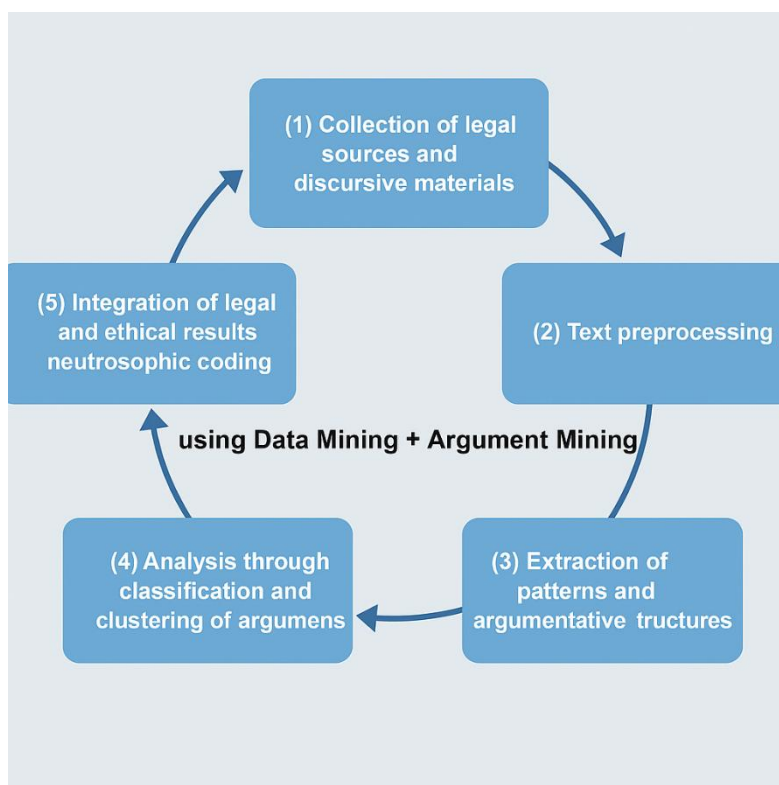 (1) Collection of legal
sources and
discursive materials
(2) Text preprocessing
(3) Extraction of
patterns and
argumentative tructures
(4) Analysis through
classification and
clustering of argumens
(5) Integration of legal
and ethical results
neutrosophic coding
using Data Mining + Argument Mining